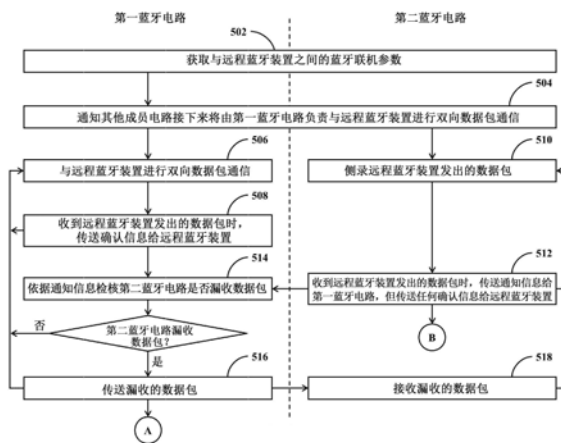 第一蓝牙电路
第二蓝牙电路
502
获取与远程蓝牙装置之间的蓝牙联机参数
504
通知其他成员电路接下来将由第一蓝牙电路负责与远程蓝牙装置进行双向数据包通信
506
与远程蓝牙装置进行双向数据包通信
510
侧录远程蓝牙装置发出的数据包
508
收到远程蓝牙装置发出的数据包时，
传送确认信息给远程蓝牙装置
514
依据通知信息检核第二蓝牙电路是否漏收数据包
512
收到远程蓝牙装置发出的数据包时，传送通知信息给
第一蓝牙电路，但传送任何确认信息给远程蓝牙装置
否
第二蓝牙电路漏收
数据包？
是
B
516
传送漏收的数据包
518
接收漏收的数据包
A